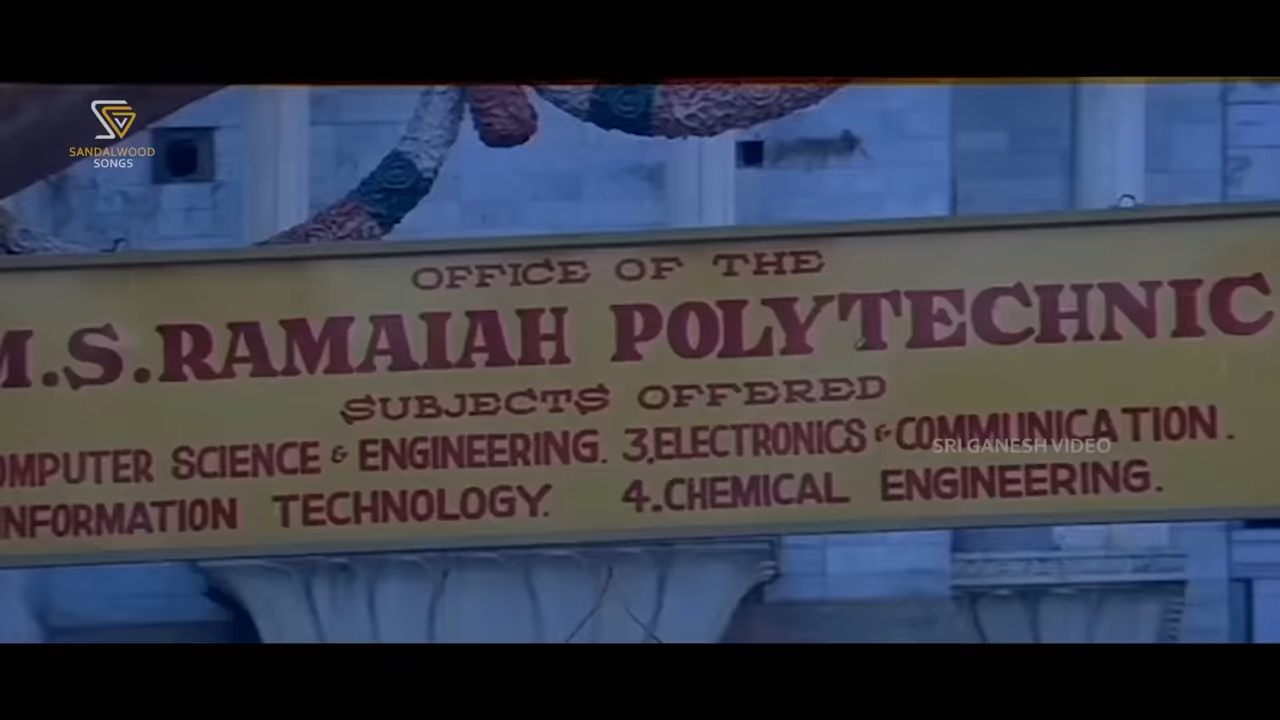 SANDALWOOD
SONGS
OFFICE OF THE
M.S.RAMAIAH POLYTECHNIC
SUBJECTS OFFERED
OMPUTER SCIENCE & ENGINEERING. 3.ELECTRONICS & COMMUNICATION.
SRI GANESH VIDEO
INFORMATION TECHNOLOGY. 4.CHEMICAL ENGINEERING.